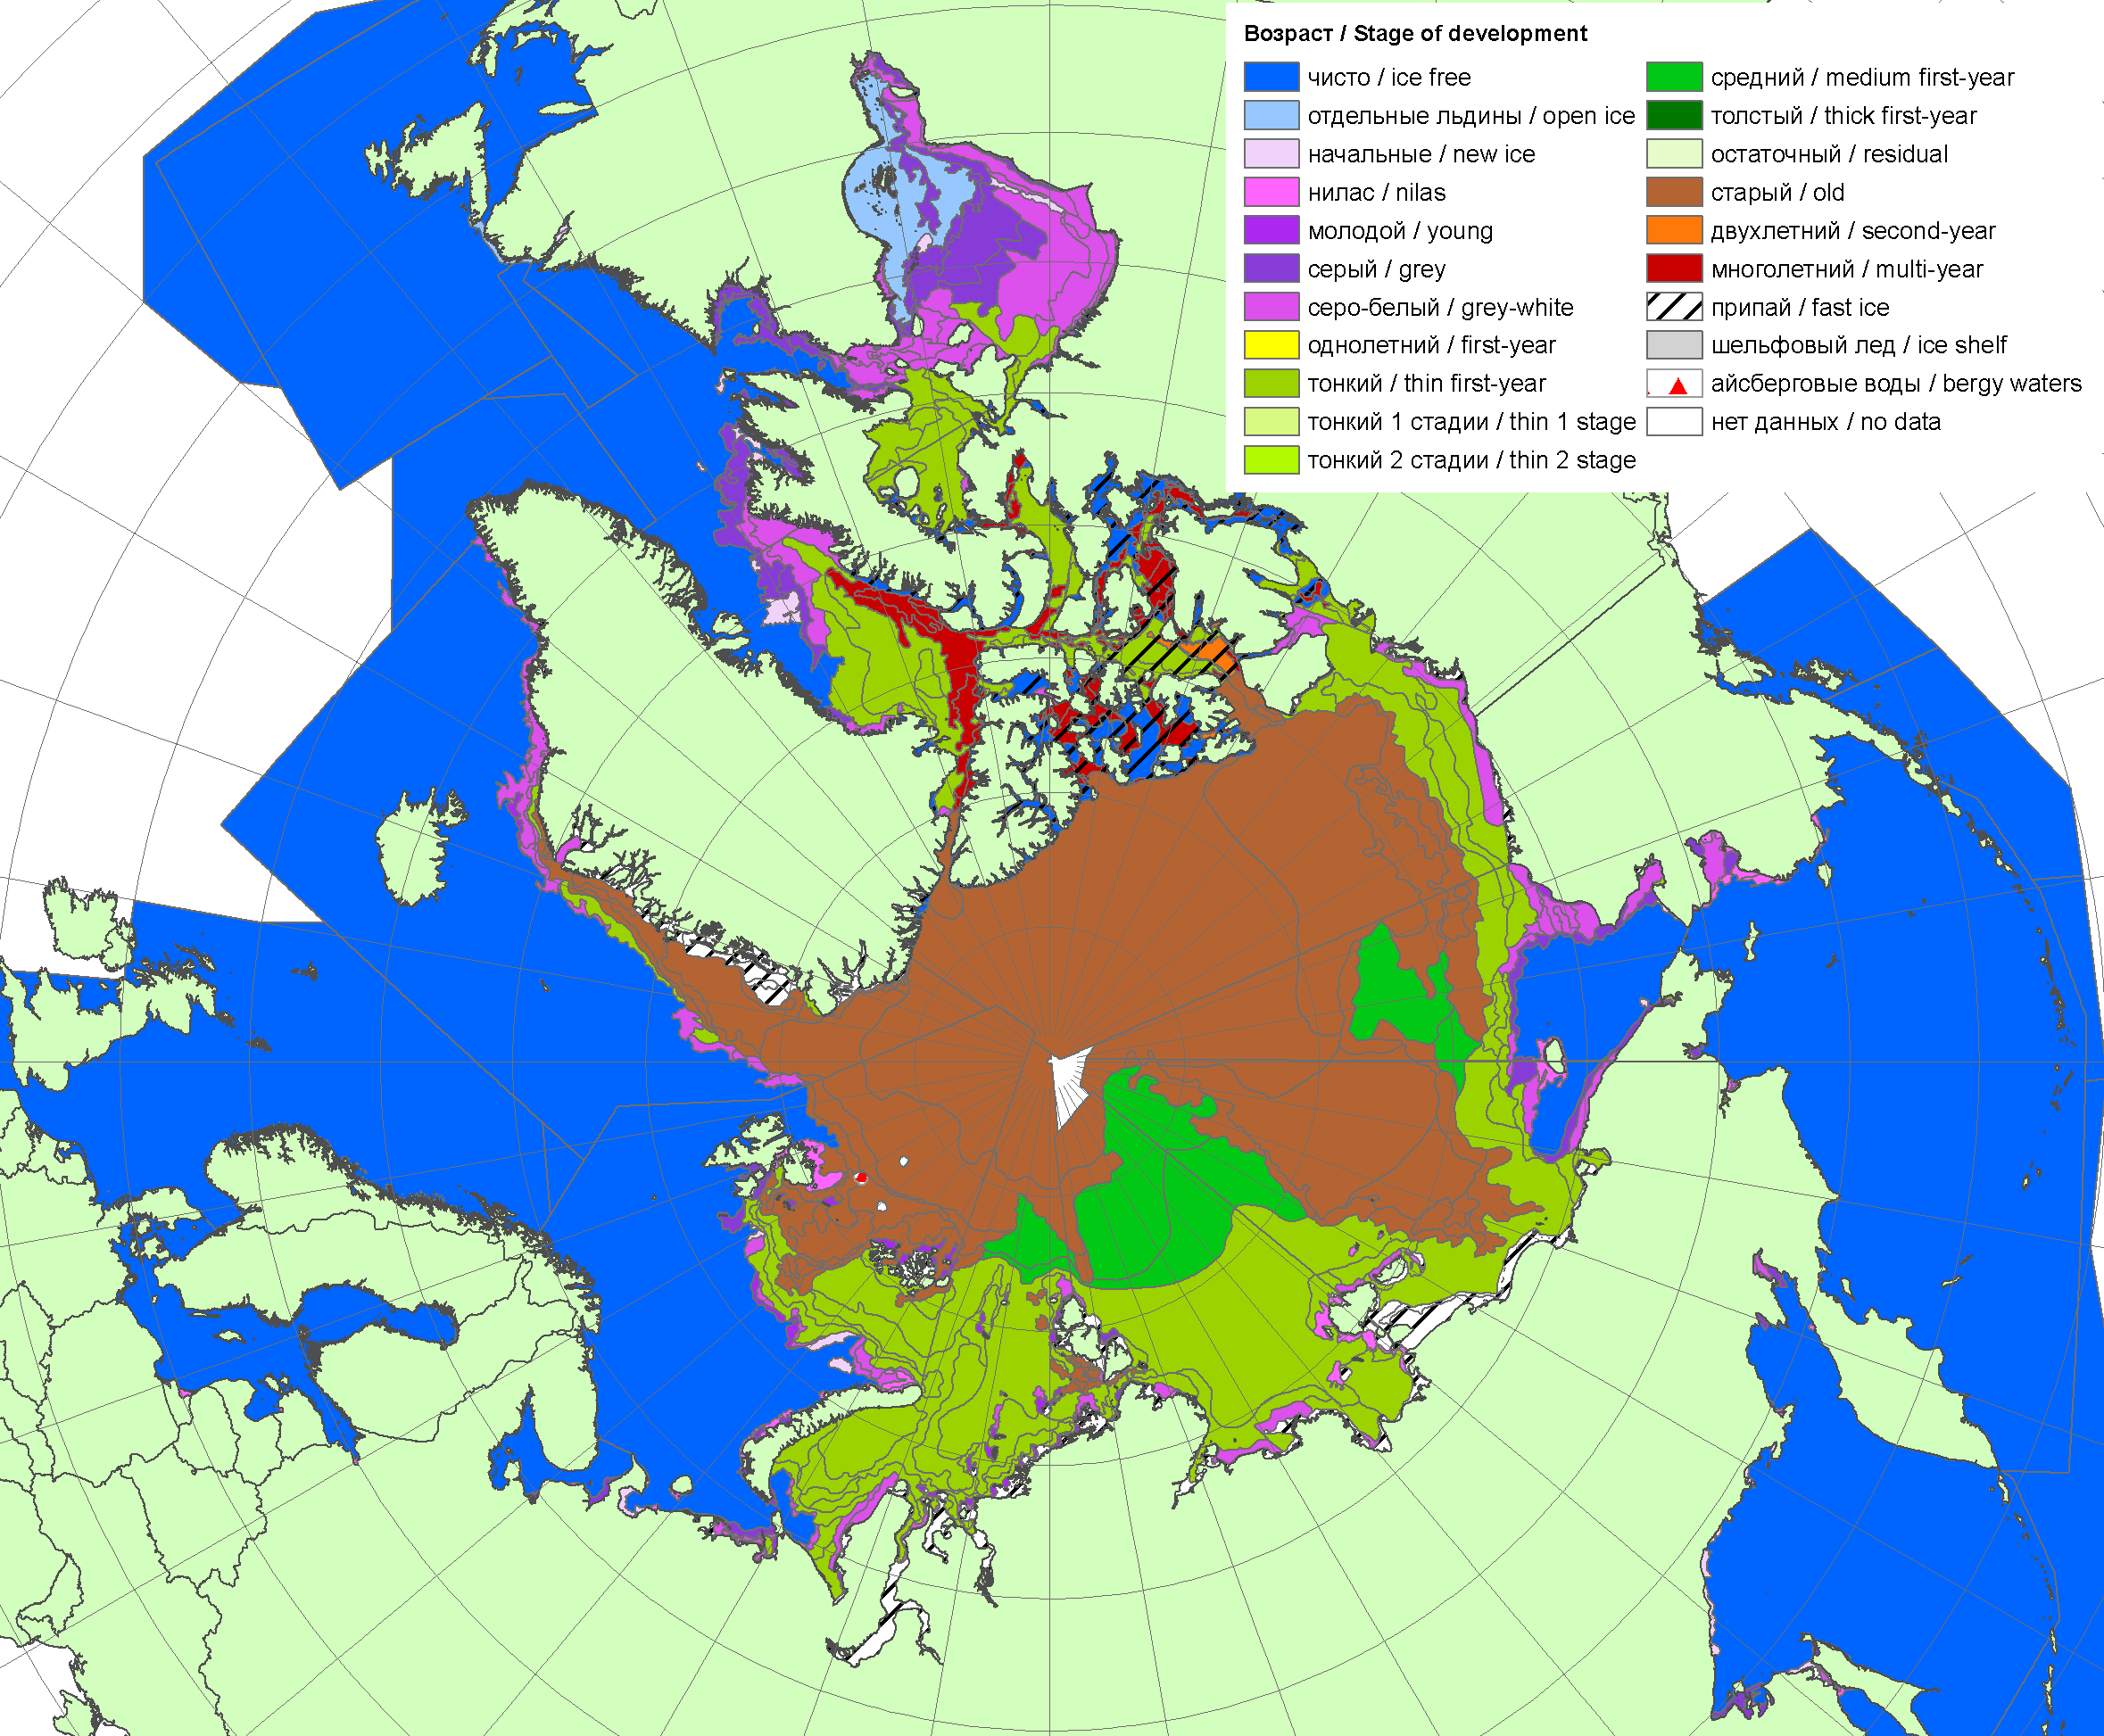 Возраст / Stage of development
чисто / ice free
отдельные льдины / open ice
начальные / new ice
нилас / nilas
молодой / young
серый / grey
серо-белый / grey-white
однолетний / first-year
тонкий / thin first-year
тонкий 1 стадии / thin 1 stage
тонкий 2 стадии / thin 2 stage
средний / medium first-year
толстый / thick first-year
остаточный / residual
старый / old
двухлетний / second-year
многолетний / multi-year
припай / fast ice
шельфовый лед / ice shelf
айсберговые воды / bergy waters
нет данных / no data